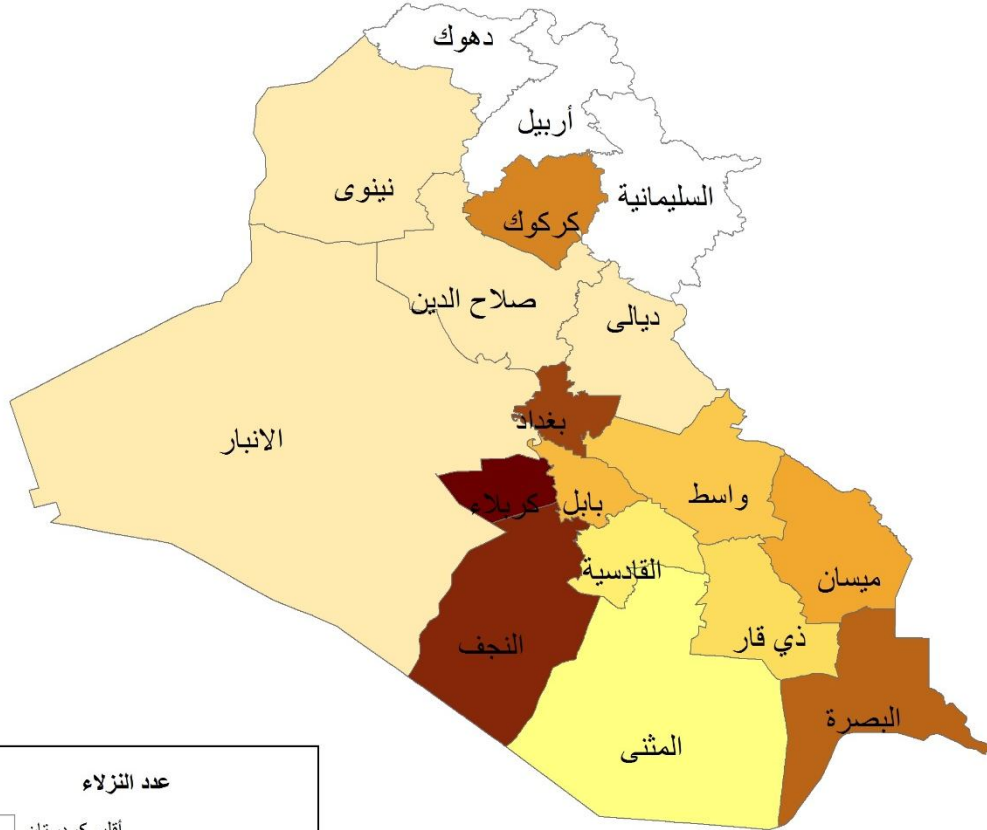 دهوك
أربيل
السليمانية
نينوى
كركوك
صلاح الدين
ديالى
بغداد
الانبار
كربلاء
بابل
واسط
القادسية
ميسان
النجف
ذي قار
المثنى
البصرة
عدد النزلاء